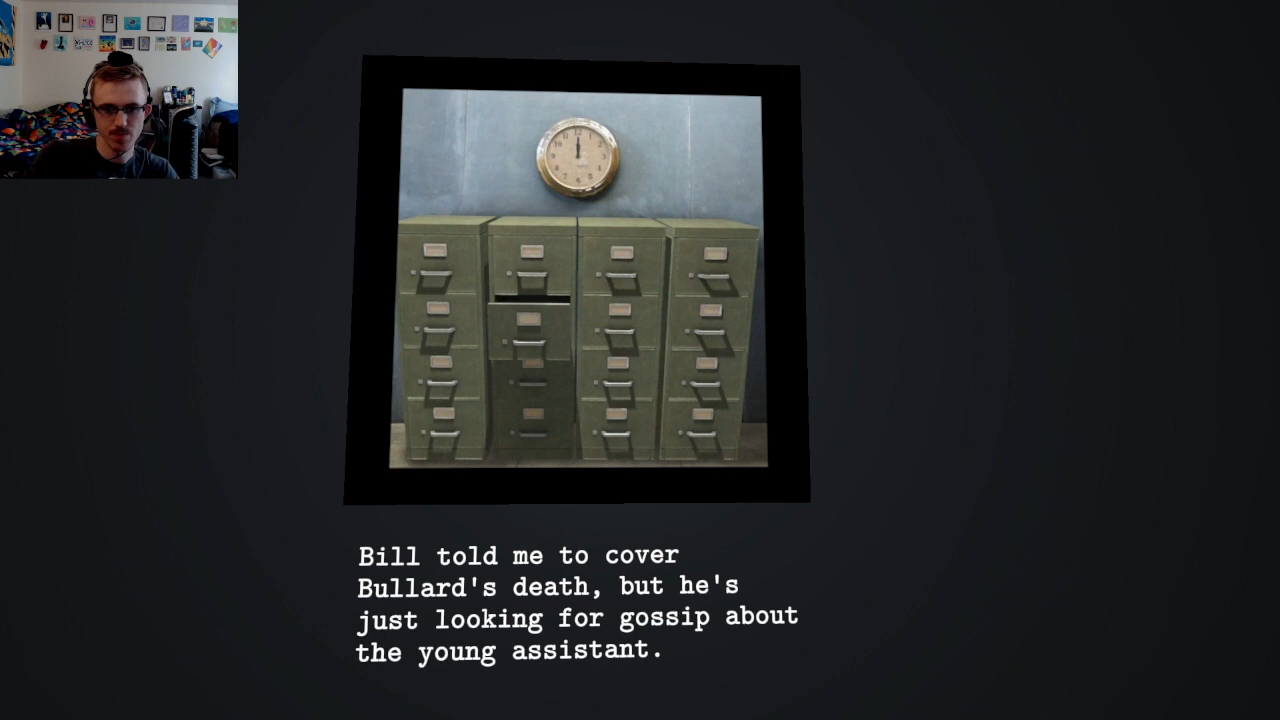 Bill told me to cover
Bullard's death, but he's
just looking for gossip about
the young assistant.